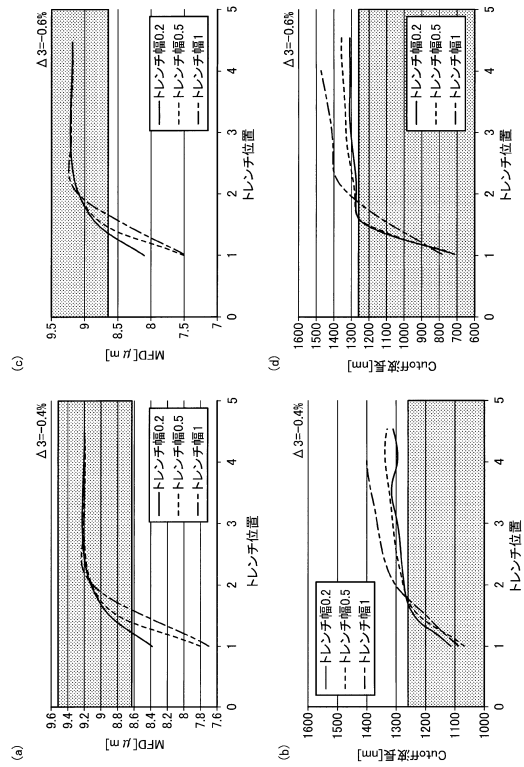 (a)
Δ3=-0.4%
9.6
9.4
9.2
9
8.8
8.6
8.4
8.2
8
7.8
7.6
MFD[μm]
0
1
2
3
4
5
トレンチ位置
トレンチ幅0.2
トレンチ幅0.5
トレンチ幅1
(b)
Δ3=-0.4%
1600
1500
1400
1300
1200
1100
1000
Cutoff波長[nm]
0
1
2
3
4
5
トレンチ位置
トレンチ幅0.2
トレンチ幅0.5
トレンチ幅1
(c)
Δ3=-0.6%
9.5
9
8.5
8
7.5
7
MFD[μm]
0
1
2
3
4
5
トレンチ位置
トレンチ幅0.2
トレンチ幅0.5
トレンチ幅1
(d)
Δ3=-0.6%
1600
1500
1400
1300
1200
1100
1000
900
800
700
600
Cutoff波長[nm]
0
1
2
3
4
5
トレンチ位置
トレンチ幅0.2
トレンチ幅0.5
トレンチ幅1